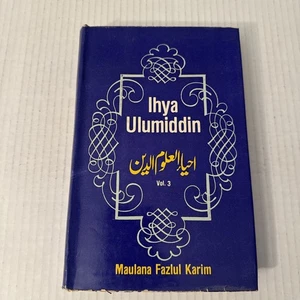 Ihya
Ulumiddin
احياء العلوم الدين
Vol. 3
Maulana Fazlul Karim